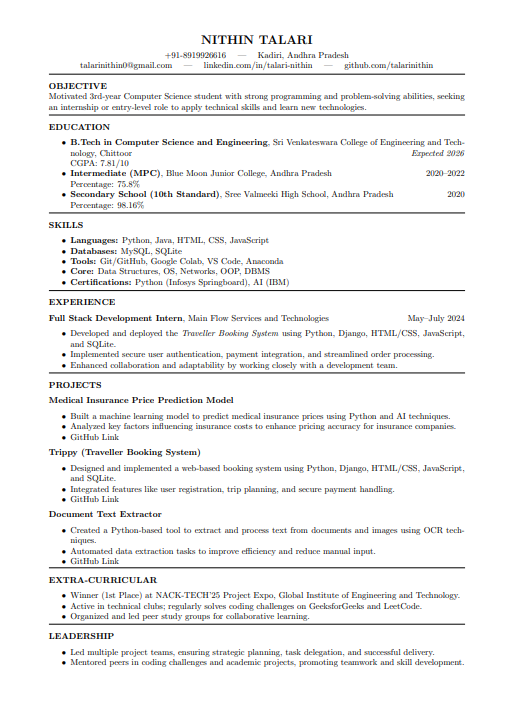 NITHIN TALARI
+91-8919926616 — Kadiri, Andhra Pradesh
talarinithin0@gmail.com — linkedin.com/in/talari-nithin — github.com/talarinithin
OBJECTIVE
Motivated 3rd-year Computer Science student with strong programming and problem-solving abilities, seeking
an internship or entry-level role to apply technical skills and learn new technologies.
EDUCATION
• B.Tech in Computer Science and Engineering, Sri Venkateswara College of Engineering and Tech-
nology, Chittoor Expected 2026
CGPA: 7.81/10
• Intermediate (MPC), Blue Moon Junior College, Andhra Pradesh 2020–2022
Percentage: 75.8%
• Secondary School (10th Standard), Sree Valmeeki High School, Andhra Pradesh 2020
Percentage: 98.16%
SKILLS
• Languages: Python, Java, HTML, CSS, JavaScript
• Databases: MySQL, SQLite
• Tools: Git/GitHub, Google Colab, VS Code, Anaconda
• Core: Data Structures, OS, Networks, OOP, DBMS
• Certifications: Python (Infosys Springboard), AI (IBM)
EXPERIENCE
Full Stack Development Intern, Main Flow Services and Technologies May–July 2024
• Developed and deployed the Traveller Booking System using Python, Django, HTML/CSS, JavaScript,
and SQLite.
• Implemented secure user authentication, payment integration, and streamlined order processing.
• Enhanced collaboration and adaptability by working closely with a development team.
PROJECTS
Medical Insurance Price Prediction Model
• Built a machine learning model to predict medical insurance prices using Python and AI techniques.
• Analyzed key factors influencing insurance costs to enhance pricing accuracy for insurance companies.
• GitHub Link
Trippy (Traveller Booking System)
• Designed and implemented a web-based booking system using Python, Django, HTML/CSS, JavaScript,
and SQLite.
• Integrated features like user registration, trip planning, and secure payment handling.
• GitHub Link
Document Text Extractor
• Created a Python-based tool to extract and process text from documents and images using OCR tech-
niques.
• Automated data extraction tasks to improve efficiency and reduce manual input.
• GitHub Link
EXTRA-CURRICULAR
• Winner (1st Place) at NACK-TECH'25 Project Expo, Global Institute of Engineering and Technology.
• Active in technical clubs; regularly solves coding challenges on GeeksforGeeks and LeetCode.
• Organized and led peer study groups for collaborative learning.
LEADERSHIP
• Led multiple project teams, ensuring strategic planning, task delegation, and successful delivery.
• Mentored peers in coding challenges and academic projects, promoting teamwork and skill development.